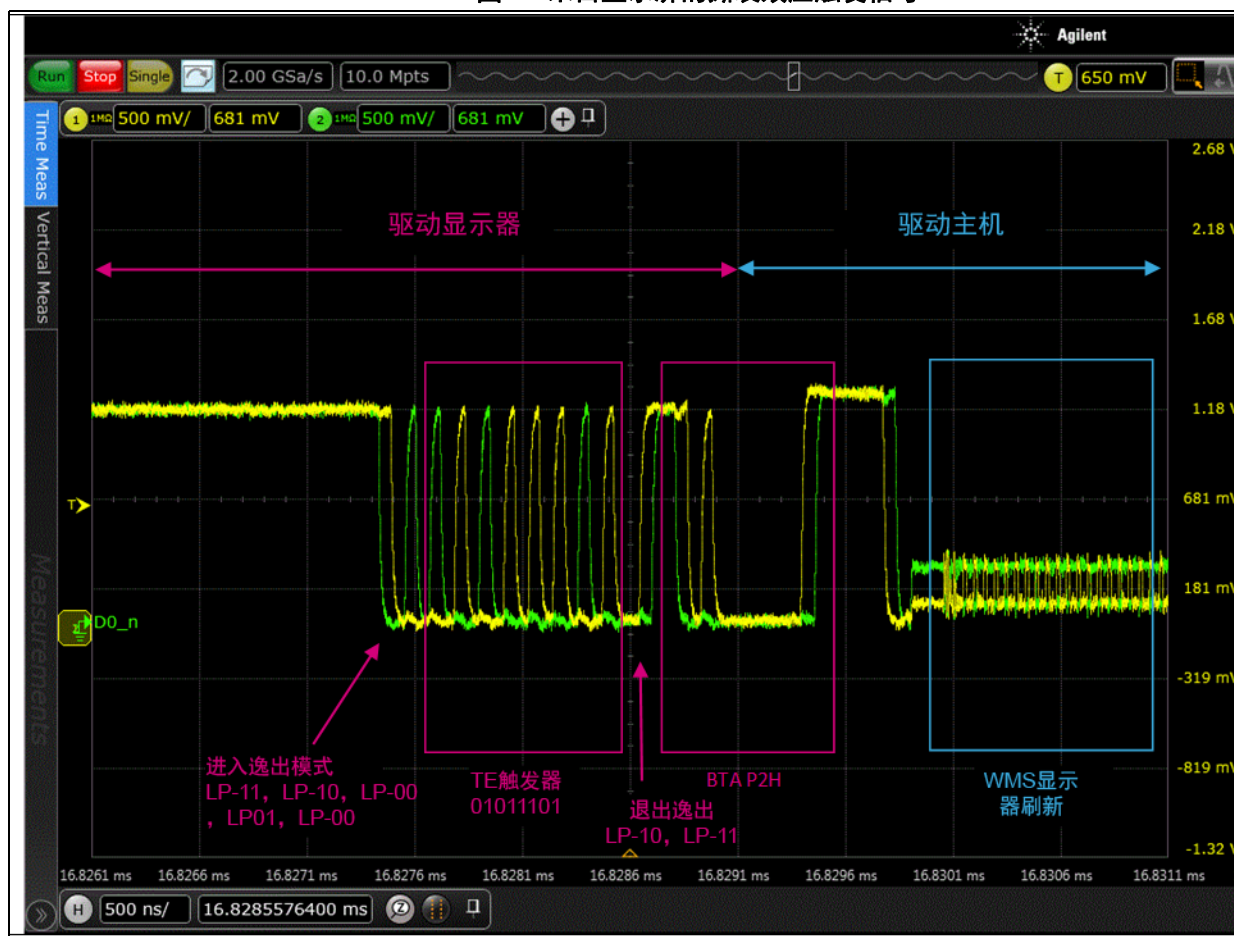 Agilent
Run Stop Single 2.00 GSa/s 10.0 Mpts T 650 mV
1 1MΩ 500 mV/ 681 mV 2 1MΩ 500 mV/ 681 mV
Time Meas
Vertical Meas
Measurements
2.68 V
2.18 V
1.68 V
1.18 V
681 mV
181 mV
-319 mV
-819 mV
-1.32 V
驱动显示器
驱动主机
T
D0_n
进入逸出模式
LP-11，LP-10，LP-00
，LP01，LP-00
TE触发器
01011101
退出逸出
LP-10，LP-11
BTA P2H
WMS显示
器刷新
16.8261 ms 16.8266 ms 16.8271 ms 16.8276 ms 16.8281 ms 16.8286 ms 16.8291 ms 16.8296 ms 16.8301 ms 16.8306 ms 16.8311 ms
H 500 ns/ 16.8285576400 ms Z